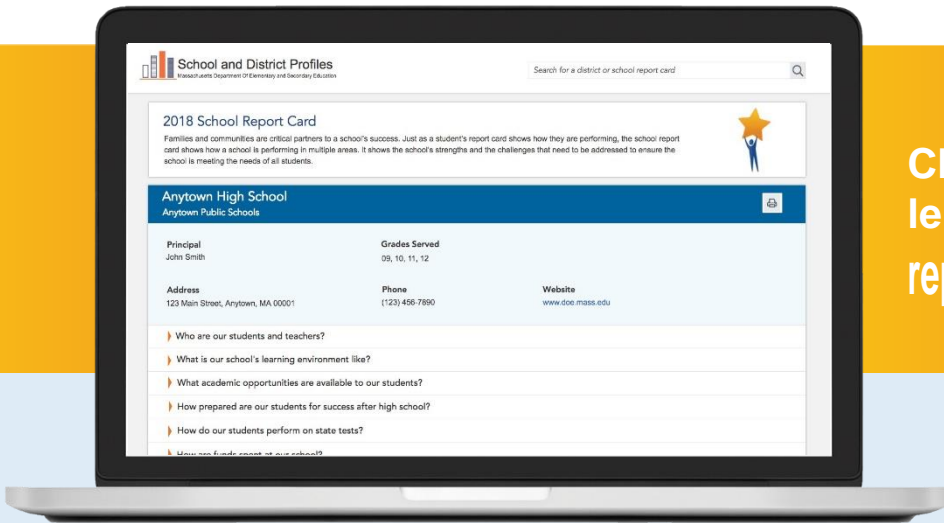 School and District Profiles
Massachusetts Department Of Elementary and Secondary Education
Search for a district or school report card
2018 School Report Card
Families and communities are critical partners to a school's success. Just as a student's report card shows how they are performing, the school report
card shows how a school is performing in multiple areas. It shows the school's strengths and the challenges that need to be addressed to ensure the
school is meeting the needs of all students.
Anytown High School
Anytown Public Schools
Principal
John Smith
Grades Served
09, 10, 11, 12
Address
123 Main Street, Anytown, MA 00001
Phone
(123) 456-7890
Website
www.doe.mass.edu
Who are our students and teachers?
What is our school's learning environment like?
What academic opportunities are available to our students?
How prepared are our students for success after high school?
How do our students perform on state tests?
How are funds spent at our school?